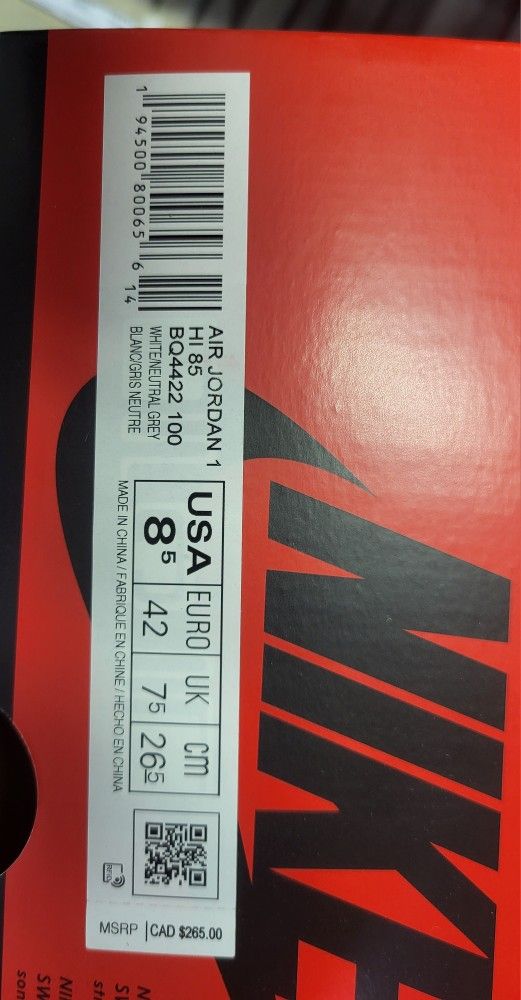 1 94500 80065 6 14
AIR JORDAN 1
HI 85
BQ4422 100
WHITE/NEUTRAL GREY
BLANC/GRIS NEUTRE
USA EURO UK cm
8 5 42 7 5 26 5
MADE IN CHINA / FABRIQUE EN CHINE / HECHO EN CHINA
RFID
MSRP CAD $265.00
NIKE